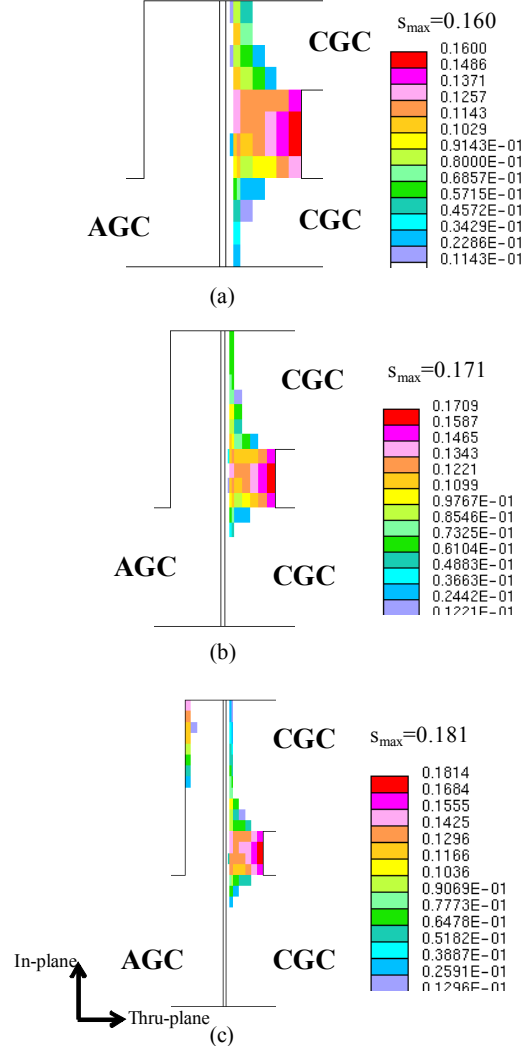 s_max=0.160
CGC
0.1600
0.1486
0.1371
0.1257
0.1143
0.1029
0.9143E-01
0.8000E-01
0.6857E-01
0.5715E-01
0.4572E-01
0.3429E-01
0.2286E-01
0.1143E-01
AGC
CGC
(a)
CGC
s_max=0.171
0.1709
0.1587
0.1465
0.1343
0.1221
0.1099
0.9767E-01
0.8546E-01
0.7325E-01
0.6104E-01
0.4883E-01
0.3663E-01
0.2442E-01
0.1221E-01
AGC
CGC
(b)
CGC
s_max=0.181
0.1814
0.1684
0.1555
0.1425
0.1296
0.1166
0.1036
0.9069E-01
0.7773E-01
0.6478E-01
0.5182E-01
0.3887E-01
0.2591E-01
0.1296E-01
In-plane
AGC
CGC
Thru-plane
(c)